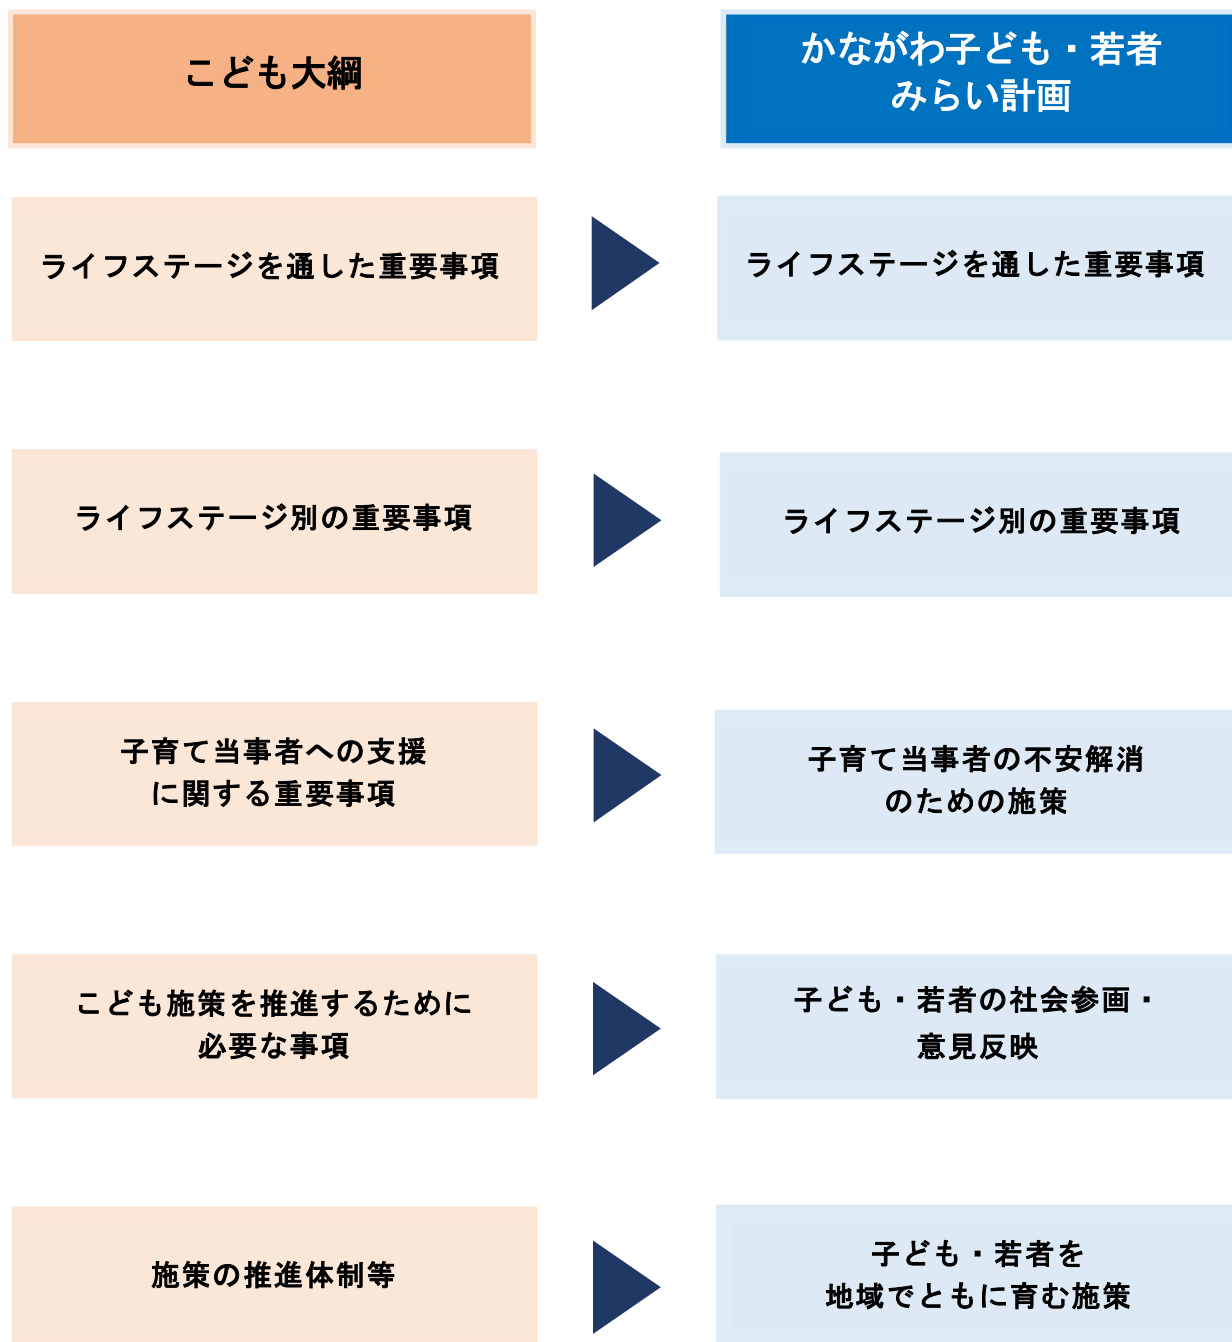 こども大綱
かながわ子ども・若者
みらい計画
ライフステージを通した重要事項
ライフステージを通した重要事項
ライフステージ別の重要事項
ライフステージ別の重要事項
子育て当事者への支援
に関する重要事項
子育て当事者の不安解消
のための施策
こども施策を推進するために
必要な事項
子ども・若者の社会参画・
意見反映
施策の推進体制等
子ども・若者を
地域でともに育む施策